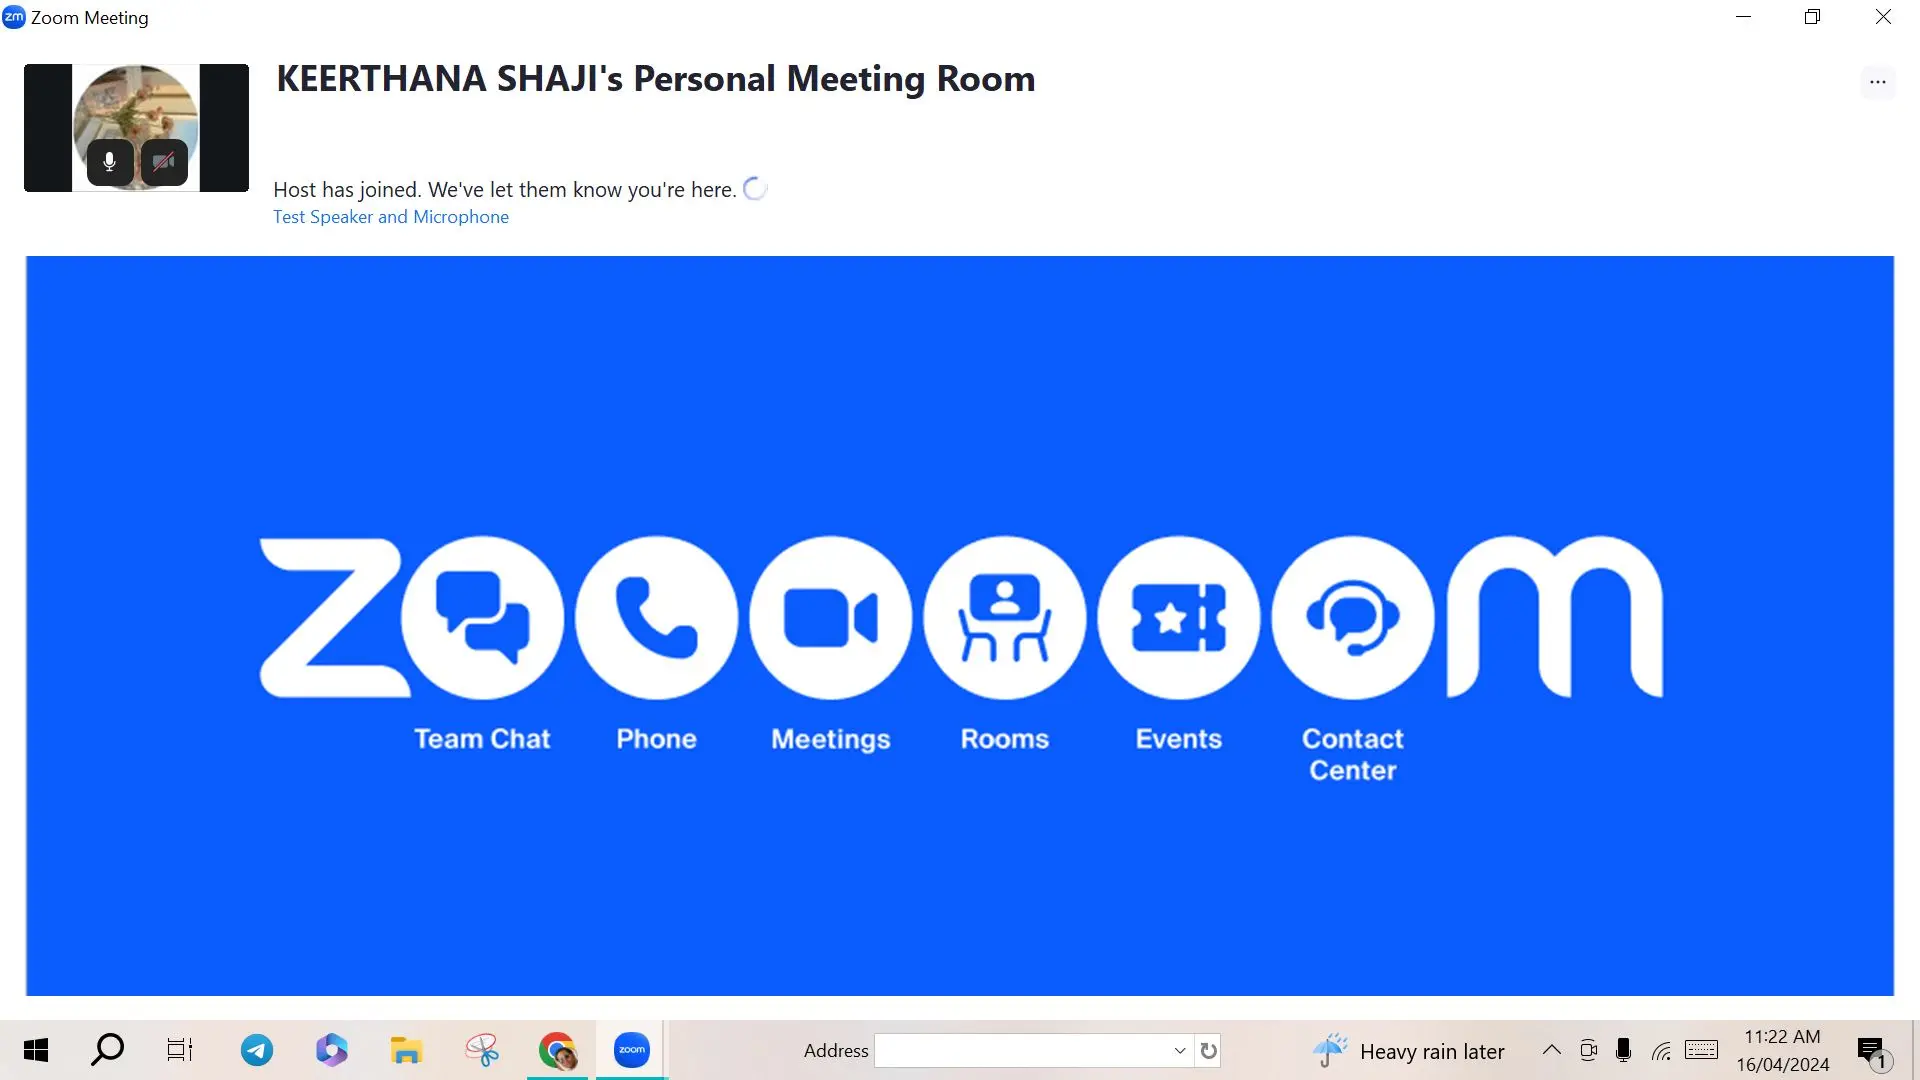 zm Zoom Meeting
KEERTHANA SHAJI's Personal Meeting Room
...
Host has joined. We've let them know you're here.
Test Speaker and Microphone
zoooooom
Team Chat Phone Meetings Rooms Events Contact
Center
zoom Address Heavy rain later 11:22 AM
16/04/2024 1